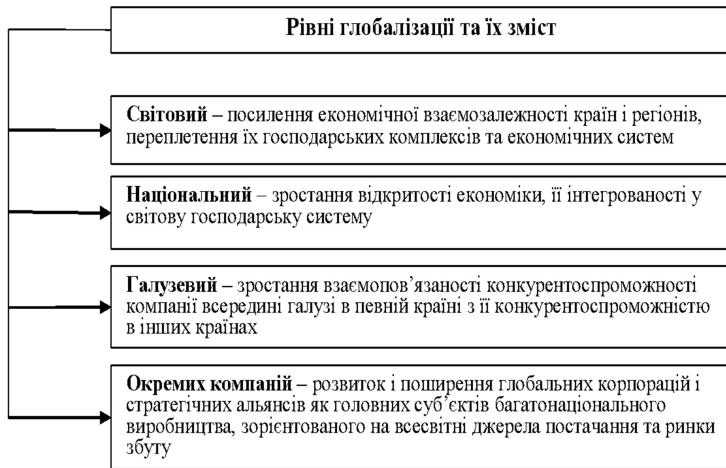 Рівні глобалізації та їх зміст
Світовий – посилення економічної взаємозалежності країн і регіонів,
переплетення їх господарських комплексів та економічних систем
Національний – зростання відкритості економіки, її інтегрованості у
світову господарську систему
Галузевий – зростання взаємопов’язаності конкурентоспроможності
компанії всередині галузі в певній країні з її конкурентоспроможністю
в інших країнах
Окремих компаній – розвиток і поширення глобальних корпорацій і
стратегічних альянсів як головних суб’єктів багатонаціонального
виробництва, зорієнтованого на всесвітні джерела постачання та ринки
збуту